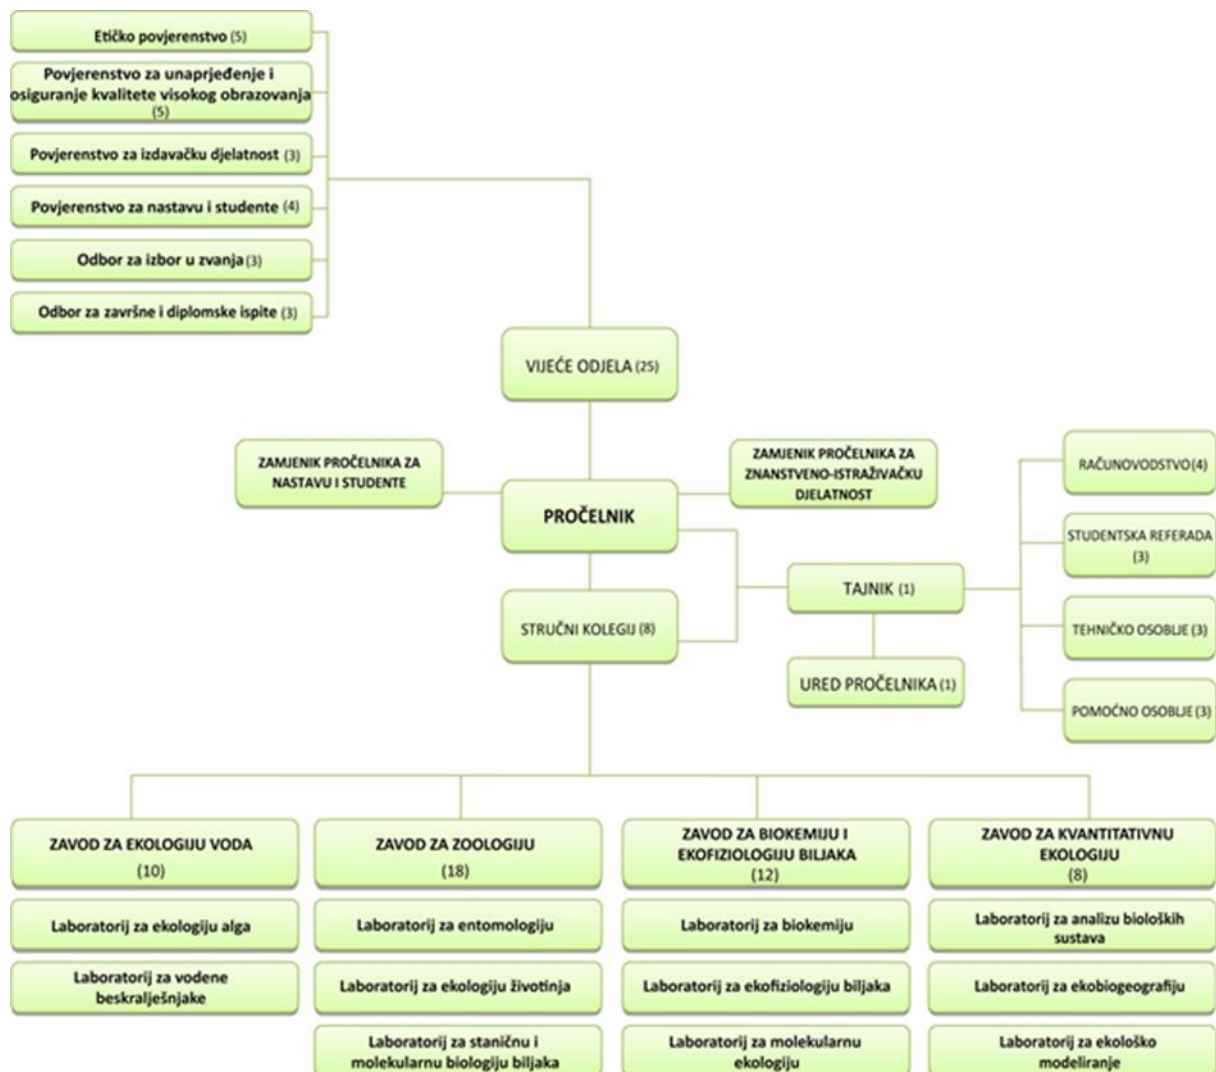 Etičko povjerenstvo (5)
Povjerenstvo za unaprjeđenje i
osiguranje kvalitete visokog obrazovanja
(5)
Povjerenstvo za izdavačku djelatnost (3)
Povjerenstvo za nastavu i studente (4)
Odbor za izbor u zvanja (3)
Odbor za završne i diplomske ispite (3)
VIJEĆE ODJELA (25)
ZAMJENIK PROČELNIKA ZA
NASTAVU I STUDENTE
ZAMJENIK PROČELNIKA ZA
ZNANSTVENO-ISTRAŽIVAČKU
DJELATNOST
PROČELNIK
STRUČNI KOLEGIJ (8)
TAJNIK (1)
URED PROČELNIKA (1)
RAČUNOVODSTVO (4)
STUDENTSKA REFERADA
(3)
TEHNIČKO OSOBLJE (3)
POMOĆNO OSOBLJE (3)
ZAVOD ZA EKOLOGIJU VODA
(10)
Laboratorij za ekologiju alga
Laboratorij za vodene
beskralješnjake
ZAVOD ZA ZOOLOGIJU
(18)
Laboratorij za entomologiju
Laboratorij za ekologiju životinja
Laboratorij za staničnu i
molekularnu biologiju biljaka
ZAVOD ZA BIOKEMIJU I
EKOFIZIOLOGIJU BILJAKA
(12)
Laboratorij za biokemiju
Laboratorij za ekofiziologiju biljaka
Laboratorij za molekularnu
ekologiju
ZAVOD ZA KVANTITATIVNU
EKOLOGIJU
(8)
Laboratorij za analizu bioloških
sustava
Laboratorij za ekobiogeografiju
Laboratorij za ekološko
modeliranje